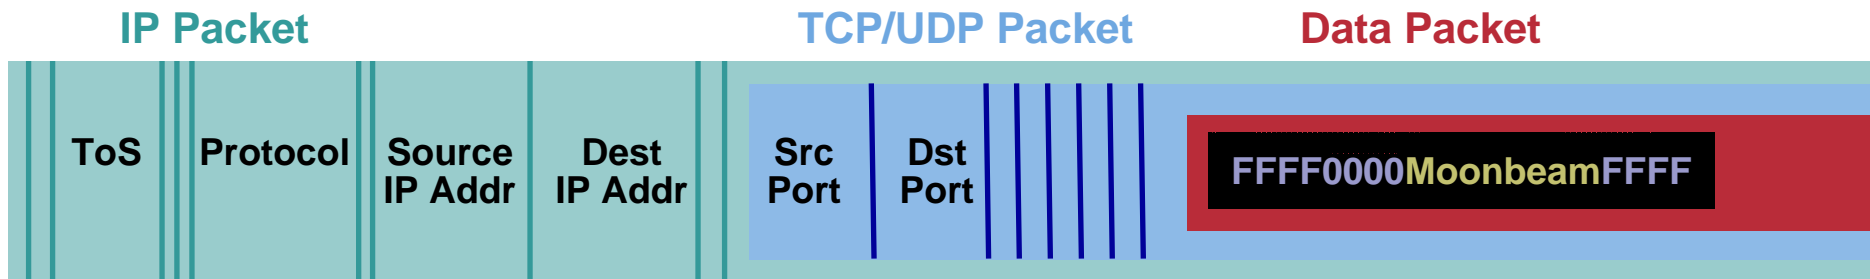 IP Packet
TCP/UDP Packet
Data Packet
ToS
Protocol
Source
IP Addr
Dest
IP Addr
Src
Port
Dst
Port
FFFF0000MoonbeamFFFF